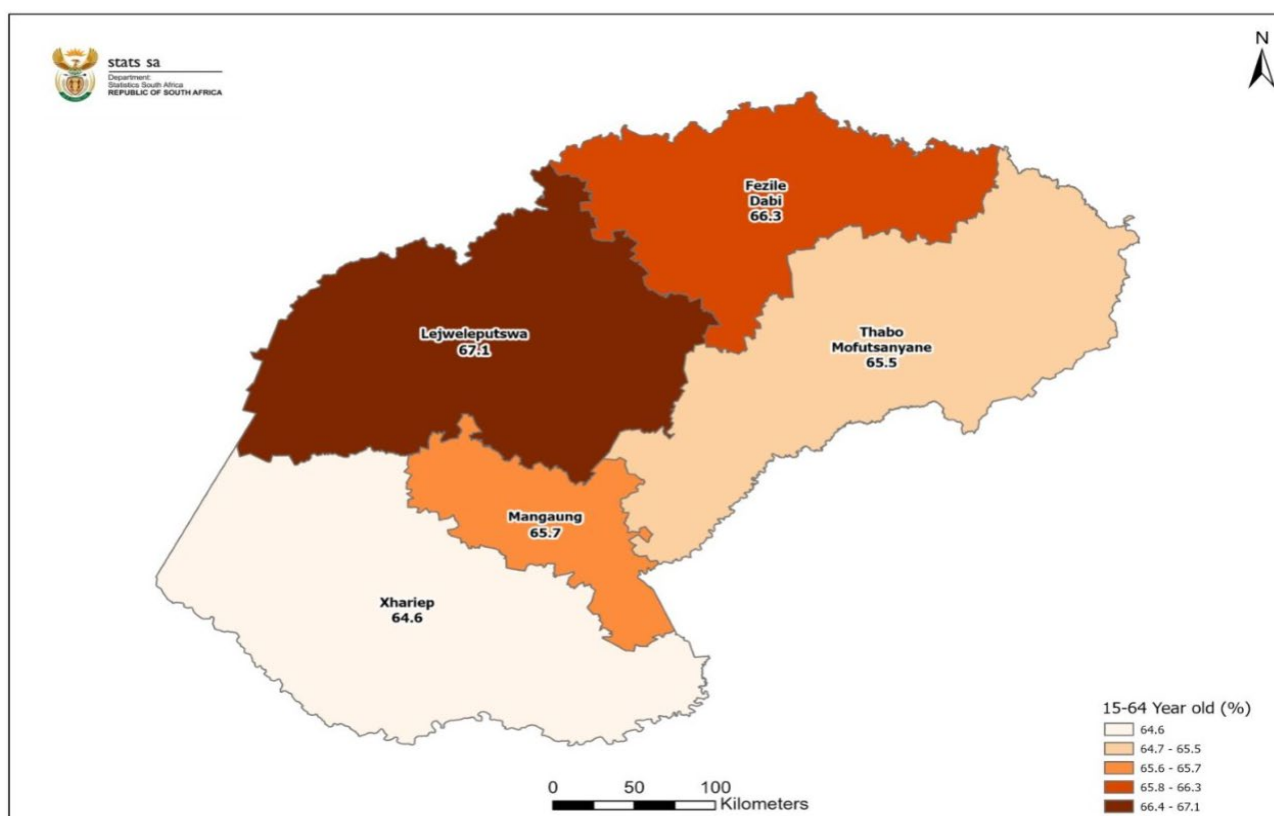 stats sa
Department:
Statistics South Africa
REPUBLIC OF SOUTH AFRICA
N
Fezile
Dabi
66.3
Lejweleputswa
67.1
Thabo
Mofutsanyane
65.5
Mangaung
65.7
Xhariep
64.6
15-64 Year old (%)
64.6
64.7 - 65.5
65.6 - 65.7
65.8 - 66.3
66.4 - 67.1
0 50 100
Kilometers